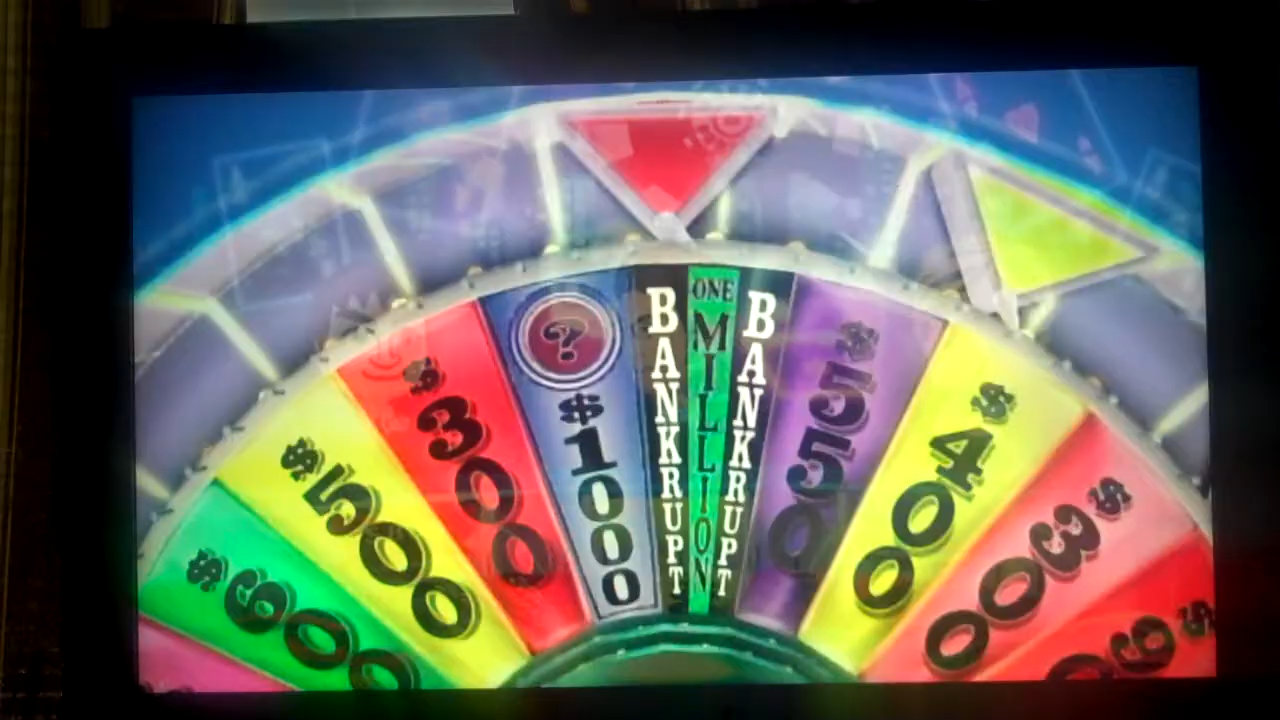 $600
$500
$300
?
$1000
BANKRUPT
ONE MILLION
BANKRUPT
$550
$400
$300